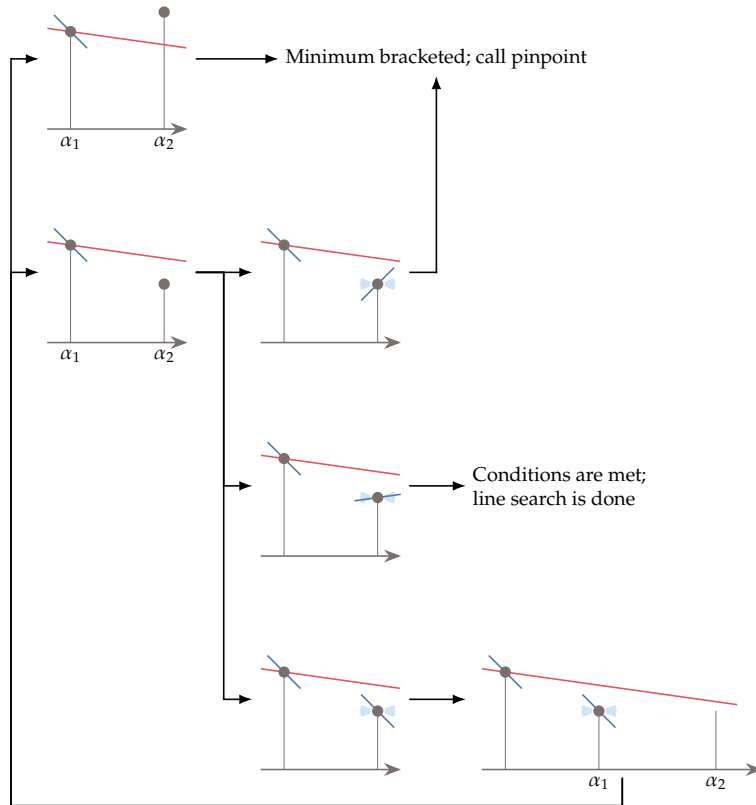 Minimum bracketed; call pinpoint
α₁ α₂
α₁ α₂
Conditions are met;
line search is done
α₁ α₂